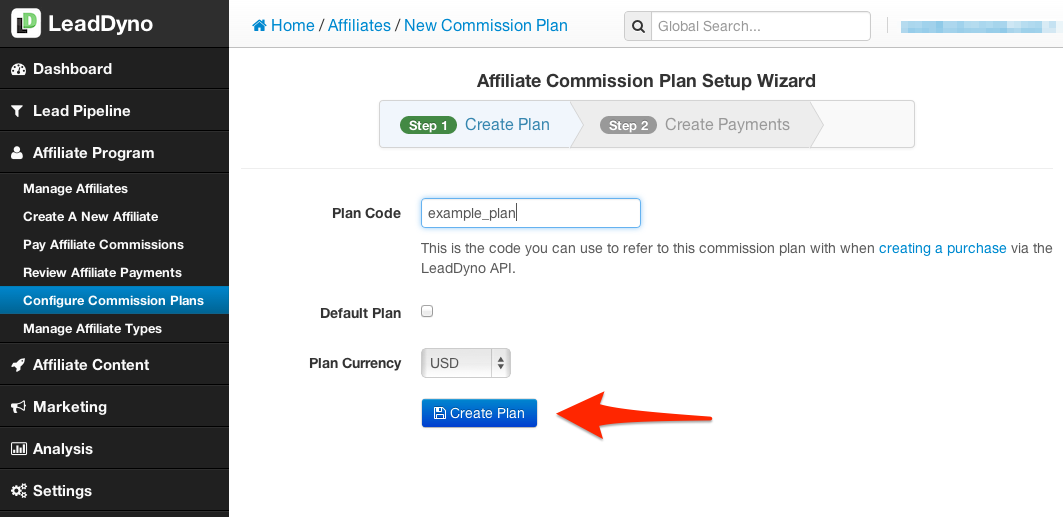 LeadDyno
Home / Affiliates / New Commission Plan
Global Search...
Dashboard
Lead Pipeline
Affiliate Program
Manage Affiliates
Create A New Affiliate
Pay Affiliate Commissions
Review Affiliate Payments
Configure Commission Plans
Manage Affiliate Types
Affiliate Content
Marketing
Analysis
Settings
Affiliate Commission Plan Setup Wizard
Step 1 Create Plan
Step 2 Create Payments
Plan Code
example_plan
This is the code you can use to refer to this commission plan with when creating a purchase via the
LeadDyno API.
Default Plan
Plan Currency
USD
Create Plan